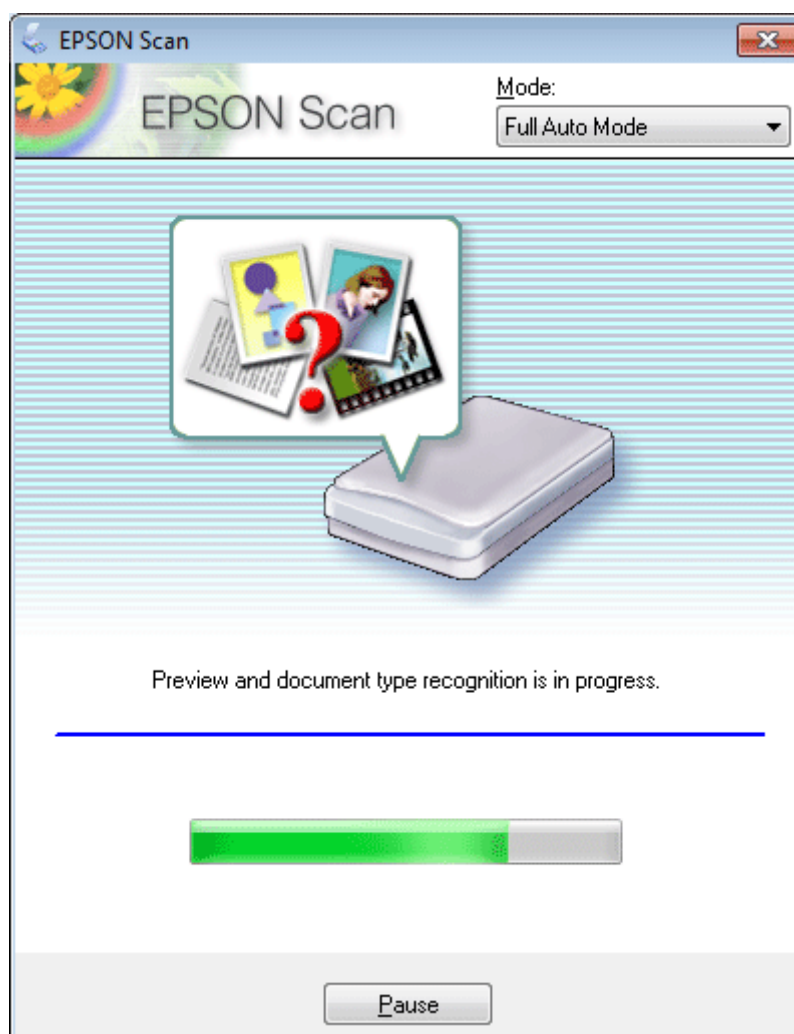 EPSON Scan
EPSON Scan
Mode:
Full Auto Mode
Preview and document type recognition is in progress.
Pause